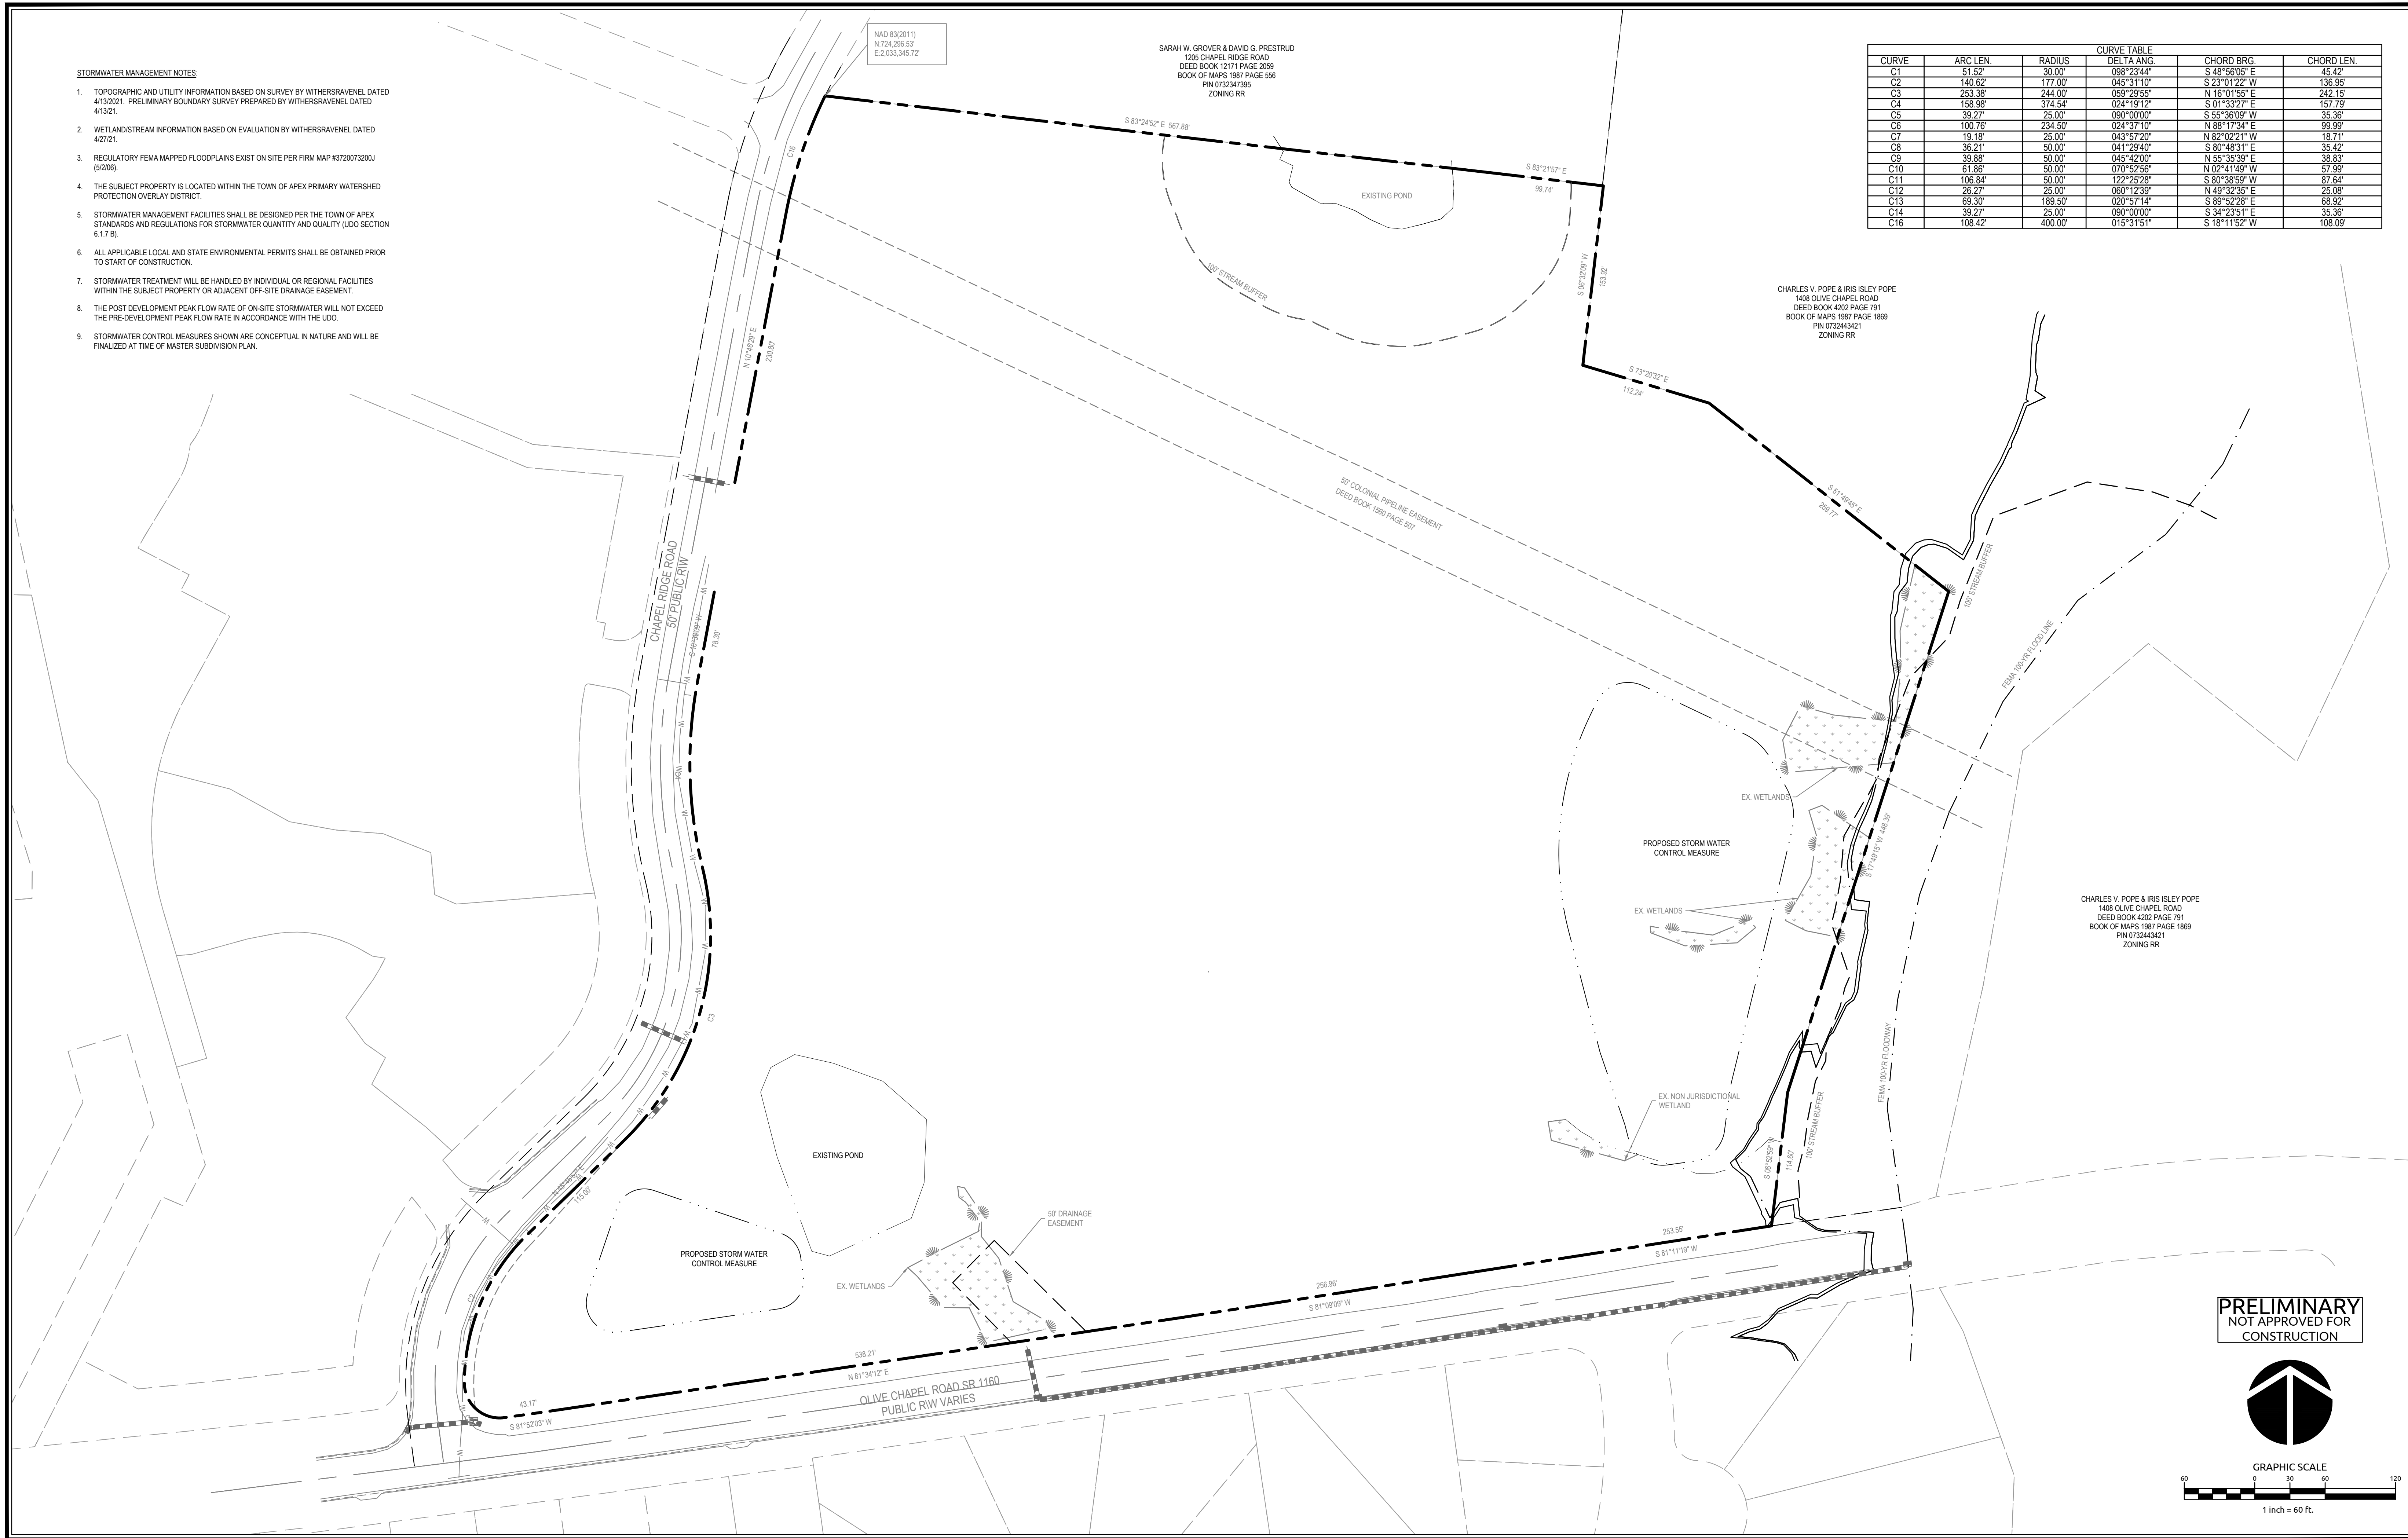 STORMWATER MANAGEMENT NOTES:
1. TOPOGRAPHIC AND UTILITY INFORMATION BASED ON SURVEY BY WITHERSRAVENEL DATED
4/13/2021. PRELIMINARY BOUNDARY SURVEY PREPARED BY WITHERSRAVENEL DATED
4/13/21.
2. WETLAND/STREAM INFORMATION BASED ON EVALUATION BY WITHERSRAVENEL DATED
4/27/21.
3. REGULATORY FEMA MAPPED FLOODPLAINS EXIST ON SITE PER FIRM MAP #3720073200J
(5/2/06).
4. THE SUBJECT PROPERTY IS LOCATED WITHIN THE TOWN OF APEX PRIMARY WATERSHED
PROTECTION OVERLAY DISTRICT.
5. STORMWATER MANAGEMENT FACILITIES SHALL BE DESIGNED PER THE TOWN OF APEX
STANDARDS AND REGULATIONS FOR STORMWATER QUANTITY AND QUALITY (UDO SECTION
6.1.7 B).
6. ALL APPLICABLE LOCAL AND STATE ENVIRONMENTAL PERMITS SHALL BE OBTAINED PRIOR
TO START OF CONSTRUCTION.
7. STORMWATER TREATMENT WILL BE HANDLED BY INDIVIDUAL OR REGIONAL FACILITIES
WITHIN THE SUBJECT PROPERTY OR ADJACENT OFF-SITE DRAINAGE EASEMENT.
8. THE POST DEVELOPMENT PEAK FLOW RATE OF ON-SITE STORMWATER WILL NOT EXCEED
THE PRE-DEVELOPMENT PEAK FLOW RATE IN ACCORDANCE WITH THE UDO.
9. STORMWATER CONTROL MEASURES SHOWN ARE CONCEPTUAL IN NATURE AND WILL BE
FINALIZED AT TIME OF MASTER SUBDIVISION PLAN.
NAD 83(2011)
N:724,296.53'
E:2,033,345.72'
SARAH W. GROVER & DAVID G. PRESTRUD
1205 CHAPEL RIDGE ROAD
DEED BOOK 12171 PAGE 2059
BOOK OF MAPS 1987 PAGE 556
PIN 0732347395
ZONING RR
CURVE TABLE
CURVE ARC LEN. RADIUS DELTA ANG. CHORD BRG. CHORD LEN.
C1 51.52' 30.00' 098°23'44" S 48°56'05" E 45.42'
C2 140.62' 177.00' 045°31'10" S 23°01'22" W 136.95'
C3 253.38' 244.00' 059°29'55" N 16°01'55" E 242.15'
C4 158.98' 374.54' 024°19'12" S 01°33'27" E 157.79'
C5 39.27' 25.00' 090°00'00" S 55°36'09" W 35.36'
C6 100.76' 234.50' 024°37'10" N 88°17'34" E 99.99'
C7 19.18' 25.00' 043°57'20" N 82°02'21" W 18.71'
C8 36.21' 50.00' 041°29'40" S 80°48'31" E 35.42'
C9 39.88' 50.00' 045°42'00" N 55°35'39" E 38.83'
C10 61.86' 50.00' 070°52'56" N 02°41'49" W 57.99'
C11 106.84' 50.00' 122°25'28" S 80°38'59" W 87.64'
C12 26.27' 25.00' 060°12'39" N 49°32'35" E 25.08'
C13 69.30' 189.50' 020°57'14" S 89°52'28" E 68.92'
C14 39.27' 25.00' 090°00'00" S 34°23'51" E 35.36'
C16 108.42' 400.00' 015°31'51" S 18°11'52" W 108.09'
S 83°24'52" E 567.88'
C16
S 83°21'57" E
99.74'
EXISTING POND
100' STREAM BUFFER
S 06°32'09" W
153.92'
CHARLES V. POPE & IRIS ISLEY POPE
1408 OLIVE CHAPEL ROAD
DEED BOOK 4202 PAGE 791
BOOK OF MAPS 1987 PAGE 1869
PIN 0732443421
ZONING RR
N 10°46'29" E
230.80'
S 73°20'32" E
112.24'
50' COLONIAL PIPELINE EASEMENT
DEED BOOK 1560 PAGE 507
S 51°49'45" E
259.77'
CHAPEL RIDGE ROAD
50' PUBLIC R\W
78.30'
100' STREAM BUFFER
FEMA 100-YR FLOOD LINE
C4
EX. WETLANDS
PROPOSED STORM WATER
CONTROL MEASURE
S 17°49'15" W 448.39'
EX. WETLANDS
CHARLES V. POPE & IRIS ISLEY POPE
1408 OLIVE CHAPEL ROAD
DEED BOOK 4202 PAGE 791
BOOK OF MAPS 1987 PAGE 1869
PIN 0732443421
ZONING RR
C3
FEMA 100-YR FLOODWAY
EX. NON JURISDICTIONAL
WETLAND
100' STREAM BUFFER
S 06°52'59" W
114.60'
EXISTING POND
115.00'
50' DRAINAGE
EASEMENT
PROPOSED STORM WATER
CONTROL MEASURE
EX. WETLANDS
C2
253.55'
S 81°11'19" W
256.96'
S 81°09'09" W
538.21'
N 81°34'12" E
43.17'
S 81°52'03" W
OLIVE CHAPEL ROAD SR 1160
PUBLIC R\W VARIES
PRELIMINARY
NOT APPROVED FOR
CONSTRUCTION
GRAPHIC SCALE
60 0 30 60 120
1 inch = 60 ft.